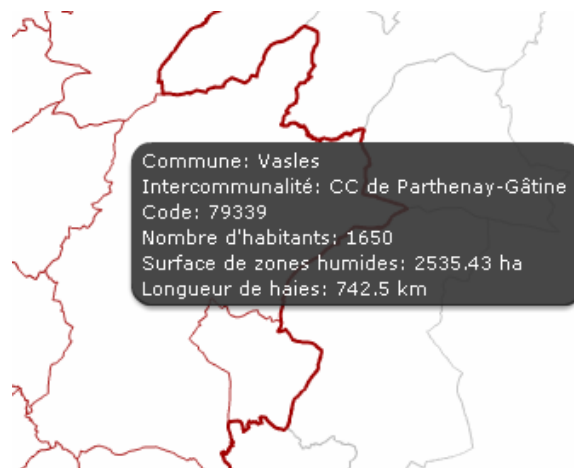 Commune: Vasles
Intercommunalité: CC de Parthenay-Gâtine
Code: 79339
Nombre d'habitants: 1650
Surface de zones humides: 2535.43 ha
Longueur de haies: 742.5 km